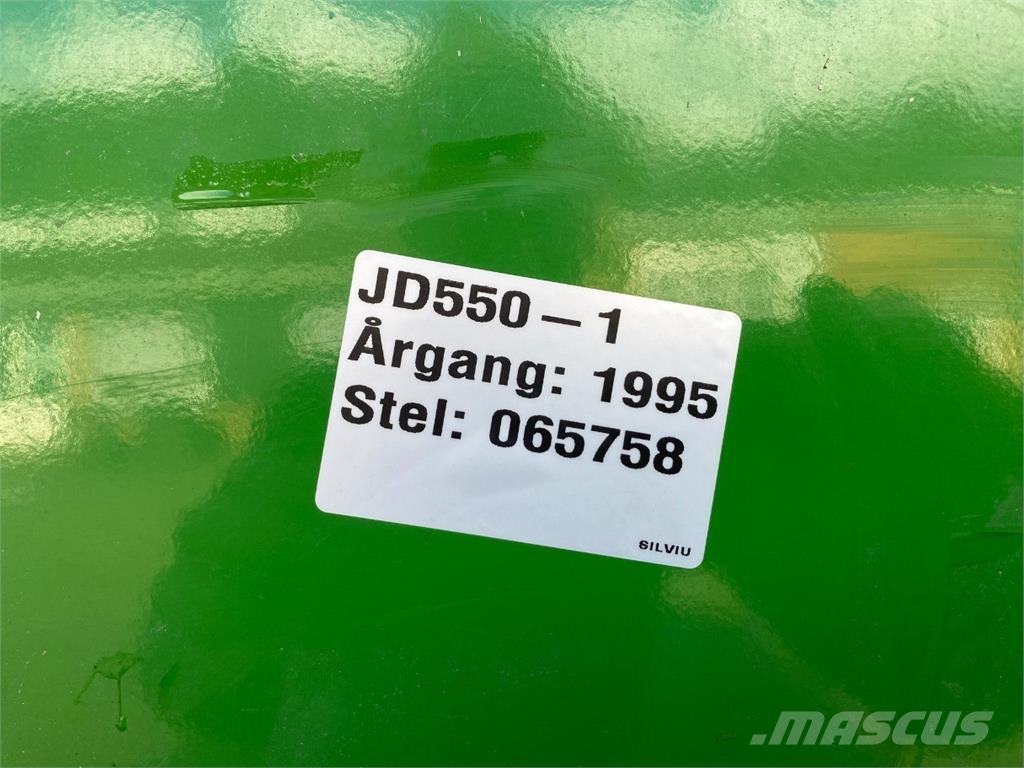 JD550-1
Årgang: 1995
Stel: 065758
SILVIU
.MASCUS